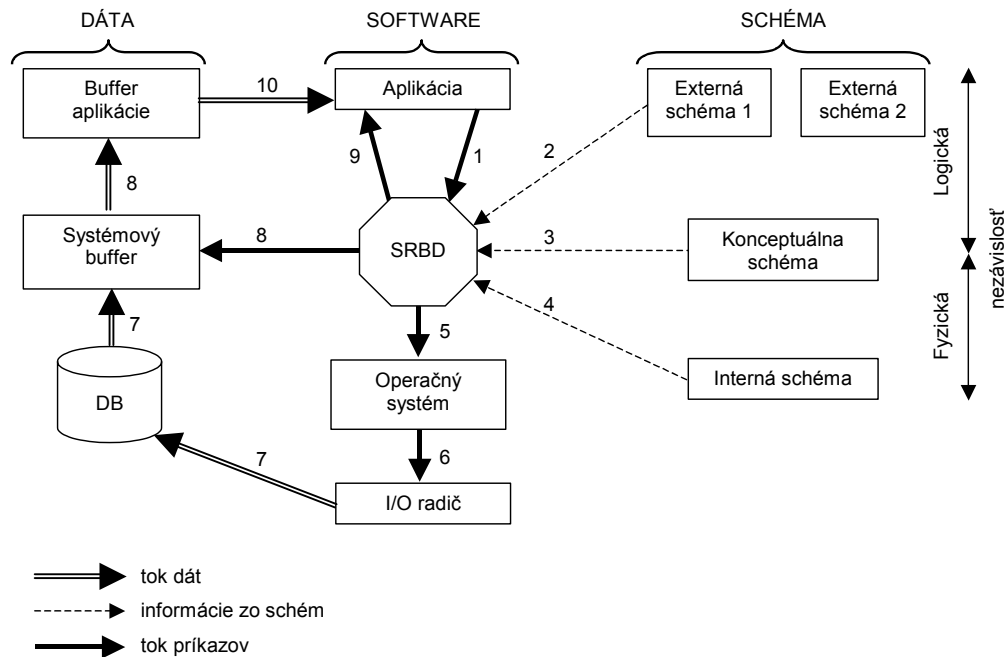 DÁTA
SOFTWARE
SCHÉMA
Buffer
aplikácie
10
Aplikácia
Externá
schéma 1
Externá
schéma 2
8
9
1
2
Logická
Systémový
buffer
8
SRBD
3
Konceptuálna
schéma
nezávislosť
7
5
4
Fyzická
DB
Operačný
systém
Interná schéma
7
6
I/O radič
tok dát
informácie zo schém
tok príkazov